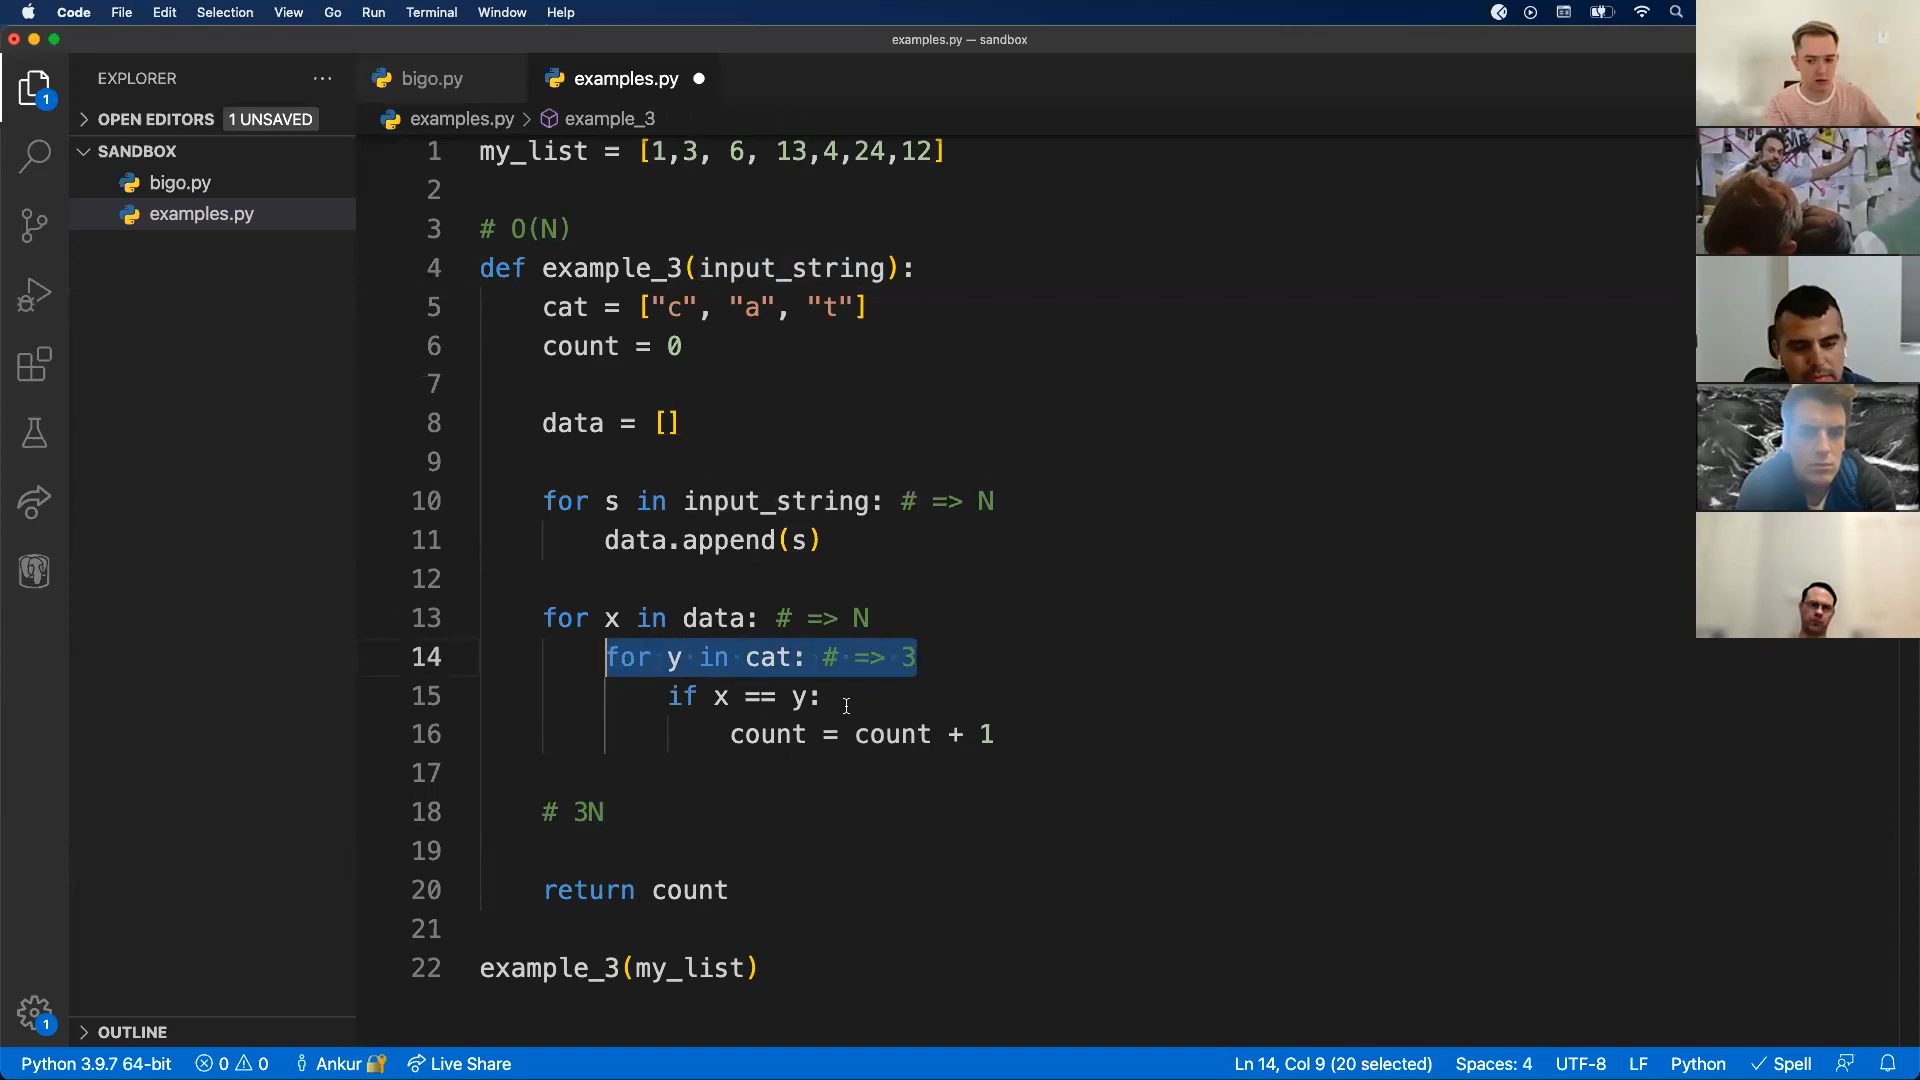 Code File Edit Selection View Go Run Terminal Window Help
examples.py — sandbox
EXPLORER
bigo.py
examples.py
OPEN EDITORS 1 UNSAVED
examples.py > example_3
SANDBOX
bigo.py
examples.py
1 my_list = [1,3, 6, 13,4,24,12]
2
3 # O(N)
4 def example_3(input_string):
5 cat = ["c", "a", "t"]
6 count = 0
7
8 data = []
9
10 for s in input_string: # => N
11 data.append(s)
12
13 for x in data: # => N
14 for y in cat: # => 3
15 if x == y:
16 count = count + 1
17
18 # 3N
19
20 return count
21
22 example_3(my_list)
1
1
OUTLINE
Python 3.9.7 64-bit 0 0 Ankur Live Share Ln 14, Col 9 (20 selected) Spaces: 4 UTF-8 LF Python Spell